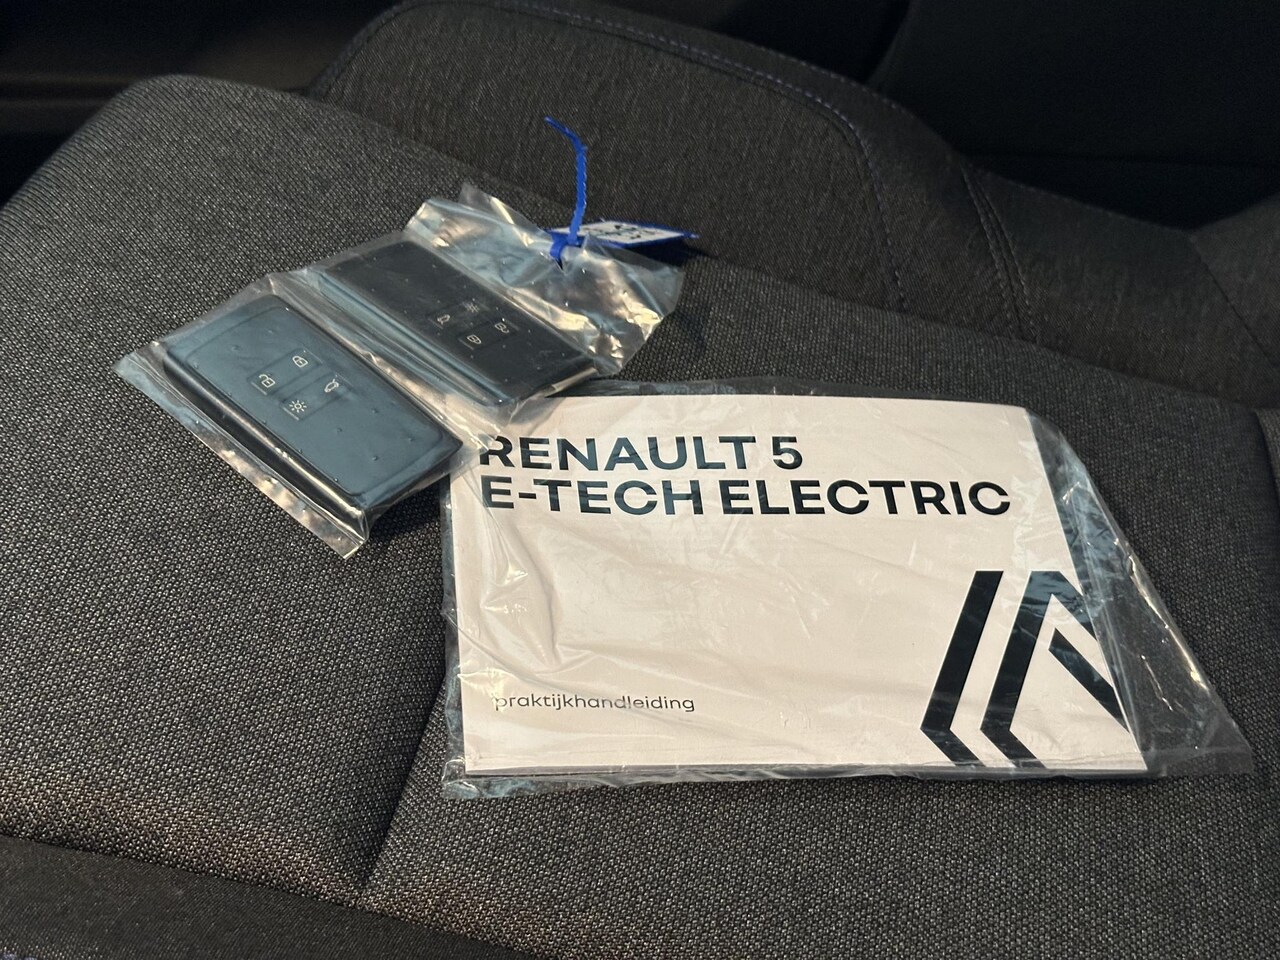 RENAULT 5
E-TECH ELECTRIC
praktijkhandleiding